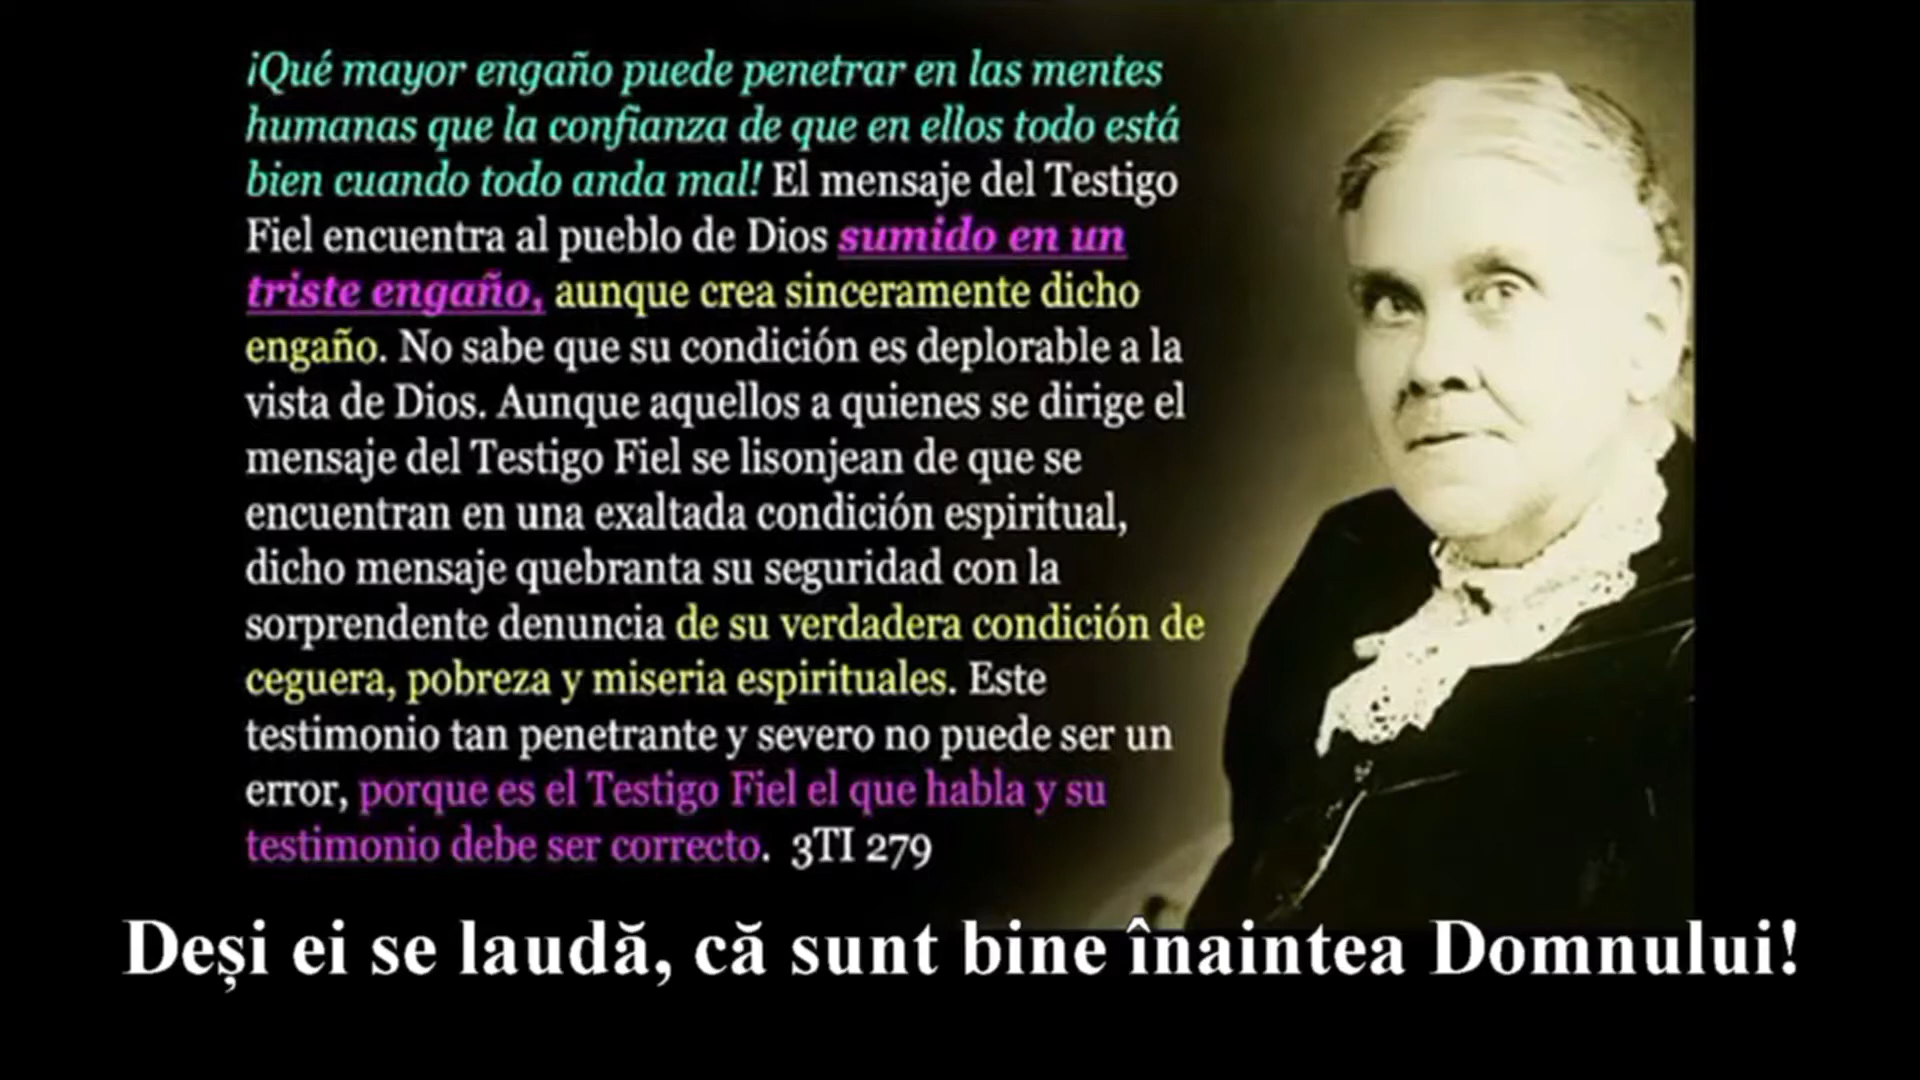 ¡Qué mayor engaño puede penetrar en las mentes
humanas que la confianza de que en ellos todo está
bien cuando todo anda mal! El mensaje del Testigo
Fiel encuentra al pueblo de Dios sumido en un
triste engaño, aunque crea sinceramente dicho
engaño. No sabe que su condición es deplorable a la
vista de Dios. Aunque aquellos a quienes se dirige el
mensaje del Testigo Fiel se lisonjean de que se
encuentran en una exaltada condición espiritual,
dicho mensaje quebranta su seguridad con la
sorprendente denuncia de su verdadera condición de
ceguera, pobreza y miseria espirituales. Este
testimonio tan penetrante y severo no puede ser un
error, porque es el Testigo Fiel el que habla y su
testimonio debe ser correcto. 3TI 279
Deși ei se laudă, că sunt bine înaintea Domnului!